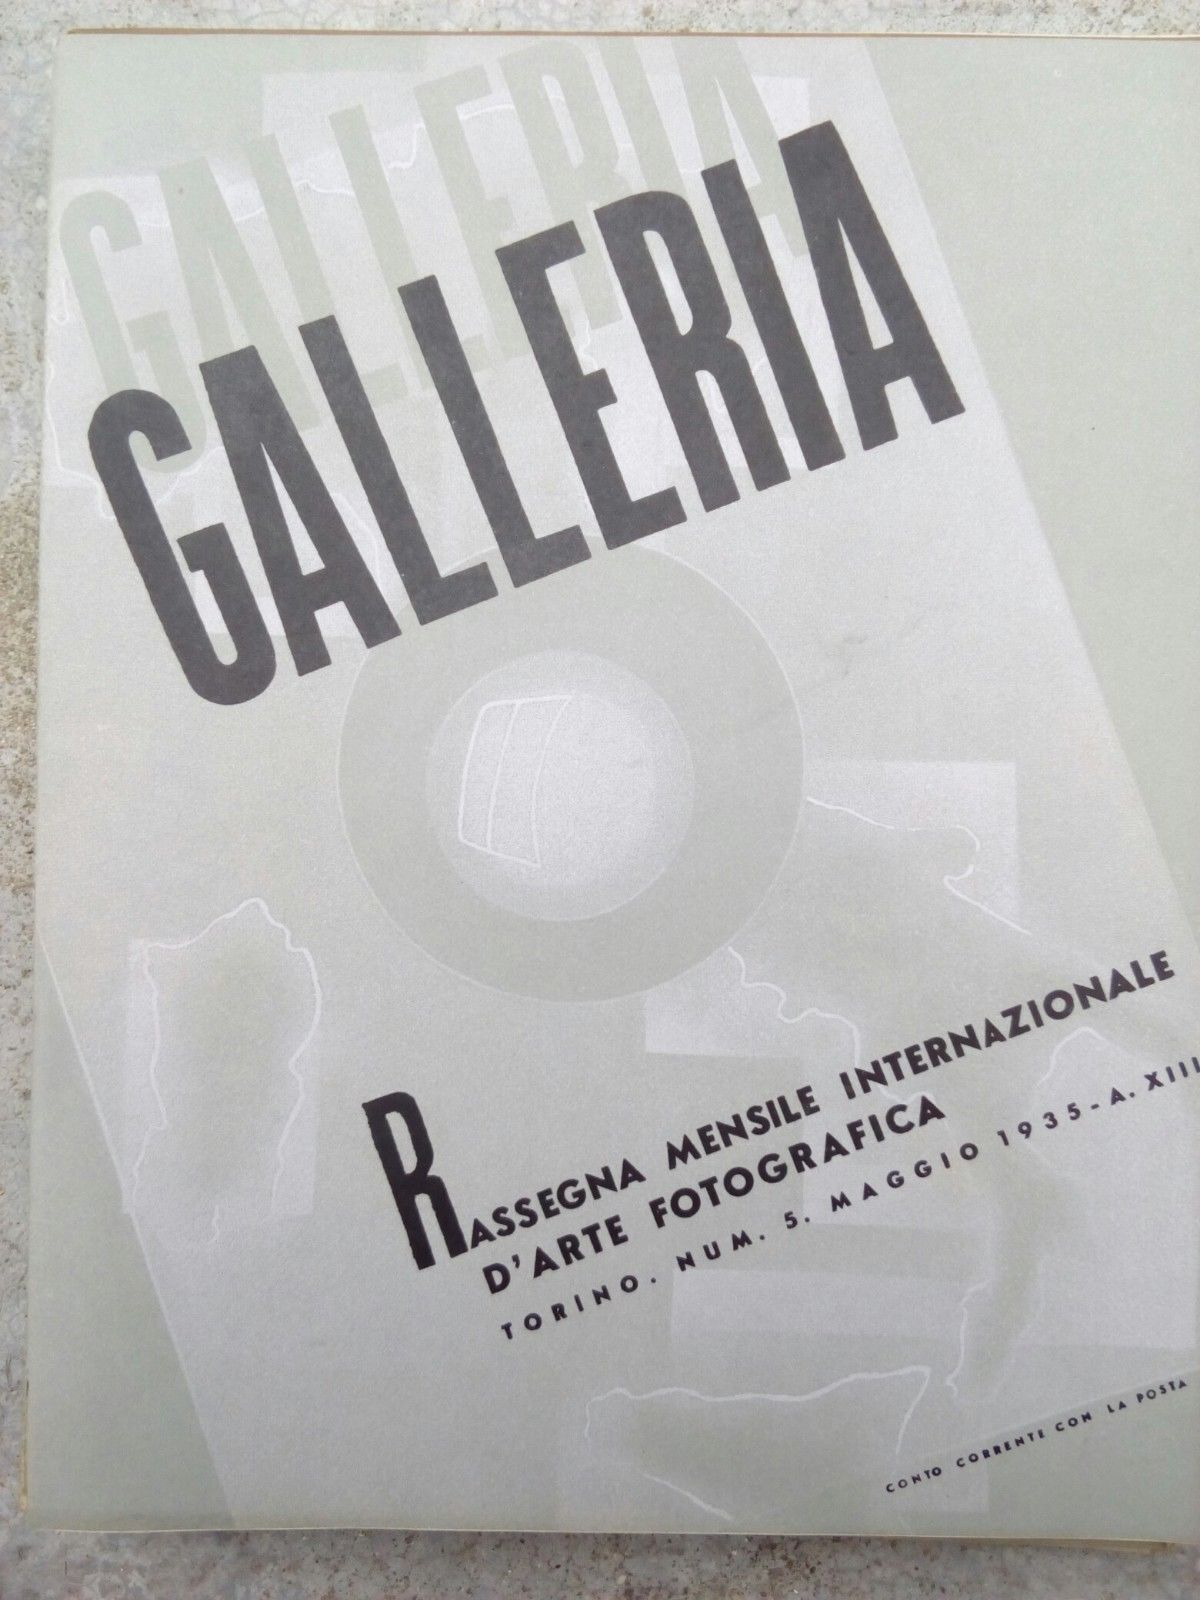 GALLERIA
GALLERIA
RASSEGNA MENSILE INTERNAZIONALE
D'ARTE FOTOGRAFICA
TORINO. NUM. 5. MAGGIO 1935-A. XIII
CONTO CORRENTE CON LA POSTA